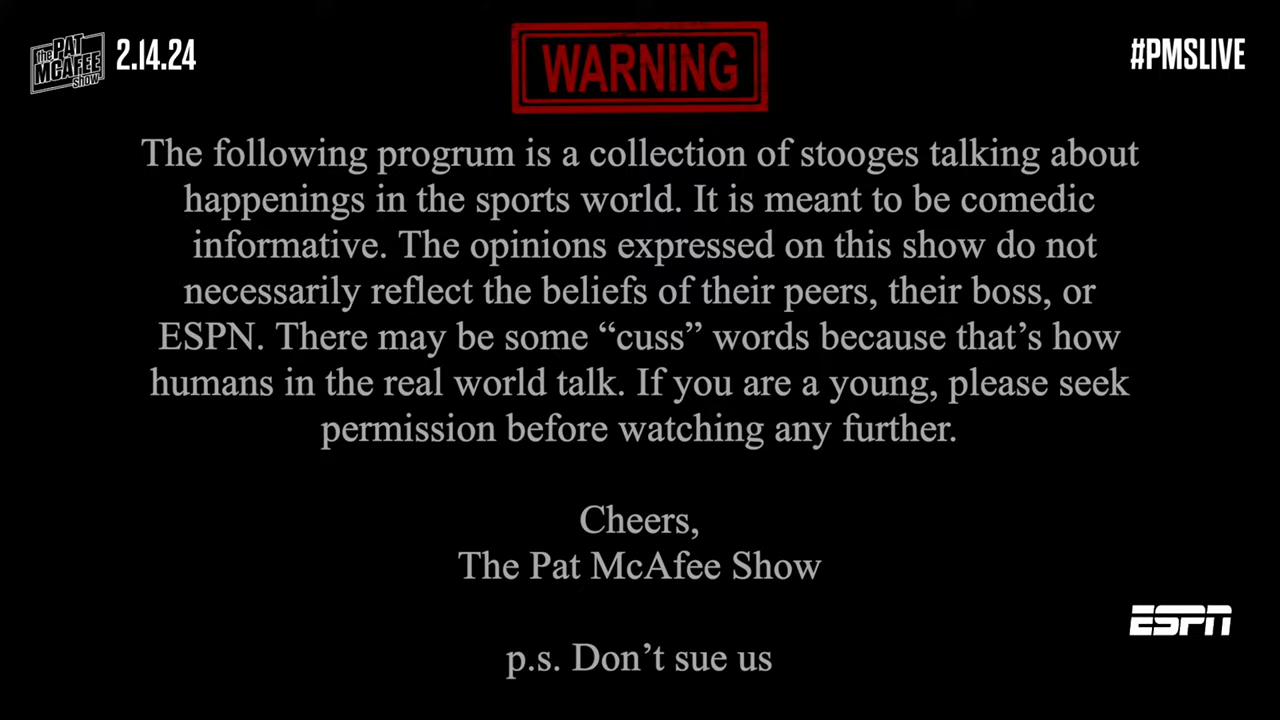 The PAT MCAFEE Show
2.14.24
WARNING
#PMSLIVE
The following progrum is a collection of stooges talking about
happenings in the sports world. It is meant to be comedic
informative. The opinions expressed on this show do not
necessarily reflect the beliefs of their peers, their boss, or
ESPN. There may be some “cuss” words because that’s how
humans in the real world talk. If you are a young, please seek
permission before watching any further.
Cheers,
The Pat McAfee Show
ESPN
p.s. Don’t sue us